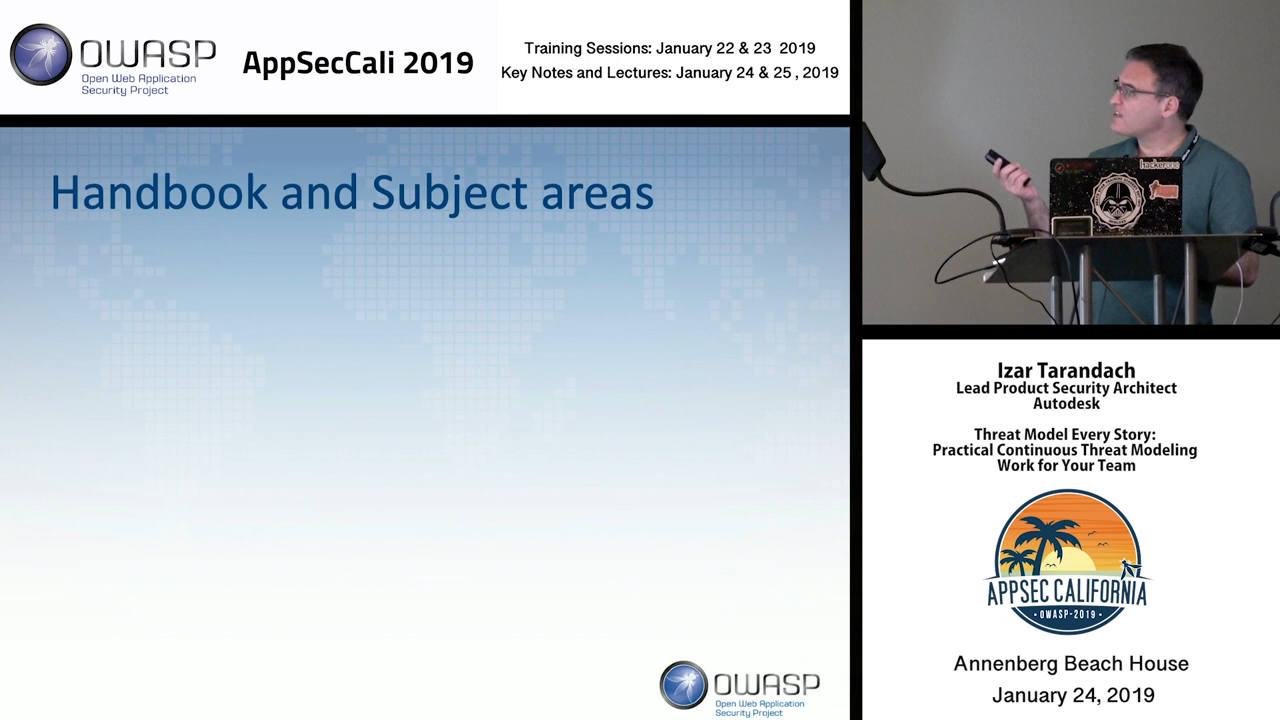 OWASP
Open Web Application
Security Project
AppSecCali 2019
Training Sessions: January 22 & 23 2019
Key Notes and Lectures: January 24 & 25 , 2019
Handbook and Subject areas
OWASP
Open Web Application
Security Project
hackerone
Izar Tarandach
Lead Product Security Architect
Autodesk
Threat Model Every Story:
Practical Continuous Threat Modeling
Work for Your Team
APPSEC CALIFORNIA
· OWASP-2019 ·
Annenberg Beach House
January 24, 2019